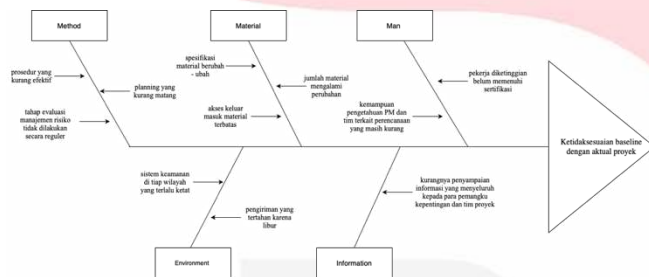 Method
Material
Man
prosedur yang
kurang efektif
planning yang
kurang matang
tahap evaluasi
manajemen risiko
tidak dilakukan
secara reguler
spesifikasi
material berubah
- ubah
jumlah material
mengalami
perubahan
akses keluar
masuk material
terbatas
pekerja diketinggian
belum memenuhi
sertifikasi
kemampuan
pengetahuan PM dan
tim terkait perencanaan
yang masih kurang
Ketidaksesuaian baseline
dengan aktual proyek
sistem keamanan
di tiap wilayah
yang terlalu ketat
pengiriman yang
tertahan karena
libur
kurangnya penyampaian
informasi yang menyeluruh
kepada para pemangku
kepentingan dan tim proyek
Environment
Information